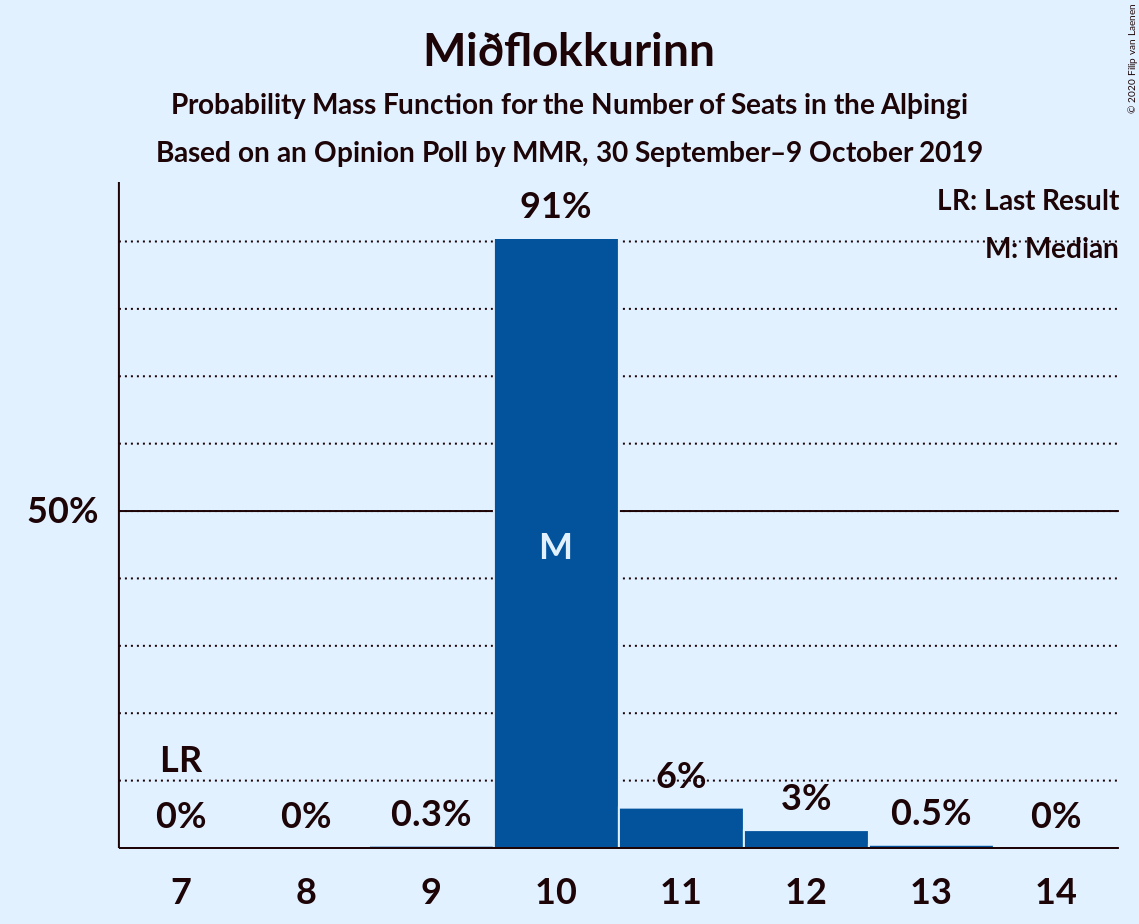 Miðflokkurinn
Probability Mass Function for the Number of Seats in the Alþingi
Based on an Opinion Poll by MMR, 30 September–9 October 2019
© 2020 Filip van Laenen
LR: Last Result
M: Median
91%
50%
M
LR
0%
0%
0.3%
6%
3%
0.5%
0%
7
8
9
10
11
12
13
14